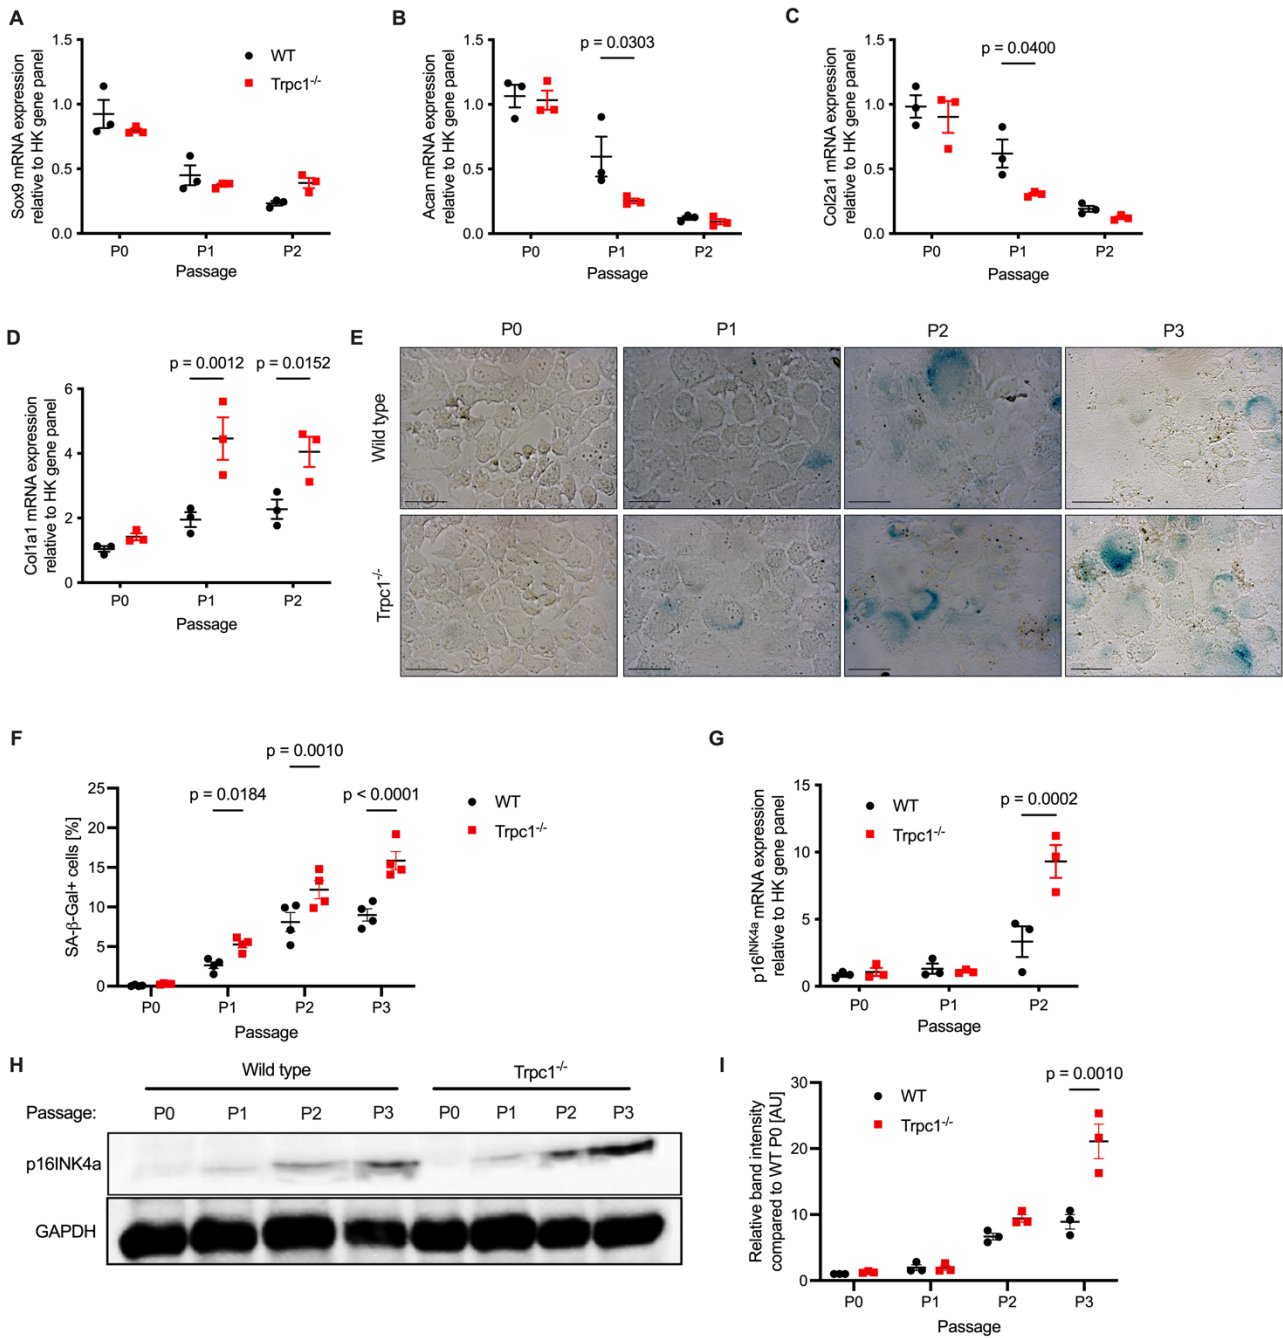 A
Sox9 mRNA expression
relative to HK gene panel
1.5
1.0
0.5
0.0
WT
Trpc1-/-
P0 P1 P2
Passage
B
Acan mRNA expression
relative to HK gene panel
1.5
1.0
0.5
0.0
p = 0.0303
P0 P1 P2
Passage
C
Col2a1 mRNA expression
relative to HK gene panel
1.5
1.0
0.5
0.0
p = 0.0400
P0 P1 P2
Passage
D
Col1a1 mRNA expression
relative to HK gene panel
6
4
2
0
p = 0.0012 p = 0.0152
P0 P1 P2
Passage
E
P0 P1 P2 P3
Wild type
Trpc1-/-
F
SA-β-Gal+ cells [%]
25
20
15
10
5
0
p = 0.0184
p = 0.0010
p < 0.0001
WT
Trpc1-/-
P0 P1 P2 P3
Passage
G
p16INK4a mRNA expression
relative to HK gene panel
15
10
5
0
WT
Trpc1-/-
p = 0.0002
P0 P1 P2
Passage
H
Wild type Trpc1-/-
Passage: P0 P1 P2 P3 P0 P1 P2 P3
p16INK4a
GAPDH
I
Relative band intensity
compared to WT P0 [AU]
30
20
10
0
WT
Trpc1-/-
p = 0.0010
P0 P1 P2 P3
Passage